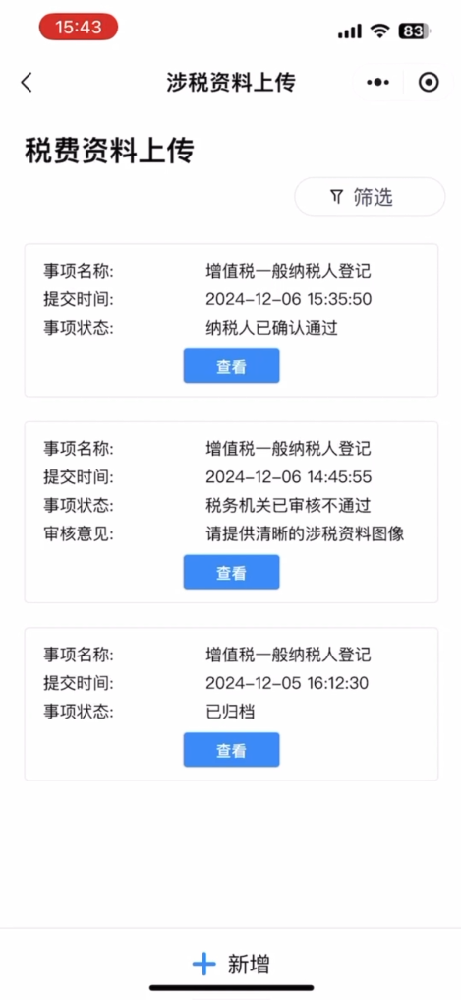 15:43
83
涉税资料上传
税费资料上传
筛选
事项名称: 增值税一般纳税人登记
提交时间: 2024-12-06 15:35:50
事项状态: 纳税人已确认通过
查看
事项名称: 增值税一般纳税人登记
提交时间: 2024-12-06 14:45:55
事项状态: 税务机关已审核不通过
审核意见: 请提供清晰的涉税资料图像
查看
事项名称: 增值税一般纳税人登记
提交时间: 2024-12-05 16:12:30
事项状态: 已归档
查看
新增